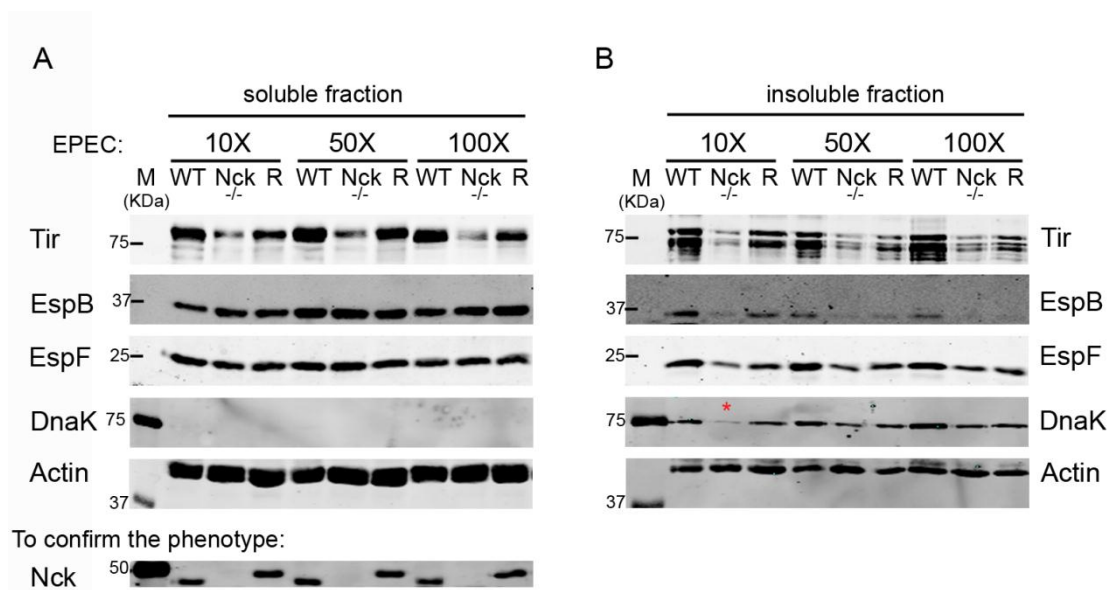 A
soluble fraction
EPEC: 10X 50X 100X
M WT Nck R WT Nck R WT Nck R
(KDa) -/- -/- -/-
Tir 75
EspB 37
EspF 25
DnaK 75
Actin
37
To confirm the phenotype:
Nck 50
B
insoluble fraction
10X 50X 100X
M WT Nck R WT Nck R WT Nck R
(KDa) -/- -/- -/-
75 Tir
37 EspB
25 EspF
* 
75 DnaK
Actin
37